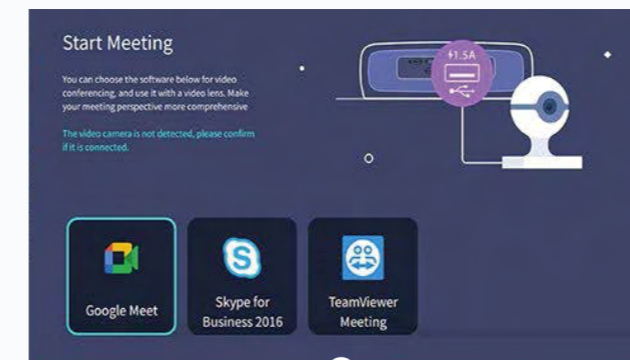 Start Meeting
⚡1.5A
You can choose the software below for video
conferencing, and use it with a video lens. Make
your meeting perspective more comprehensive
The video camera is not detected, please confirm
if it is connected.
S
Google Meet
Skype for
Business 2016
TeamViewer
Meeting